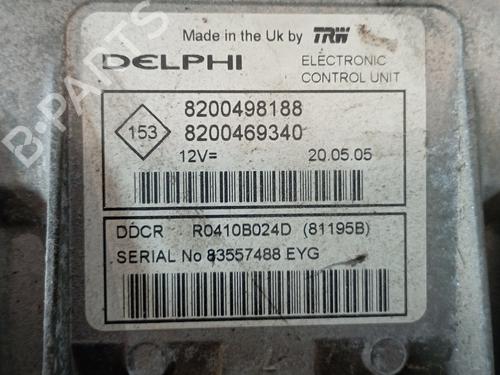 Made in the Uk by TRW
DELPHI
ELECTRONIC
CONTROL UNIT
153
8200498188
8200469340
12V=
20.05.05
DDCR R0410B024D (81195B)
SERIAL No 83557488 EYG
B-PARTS